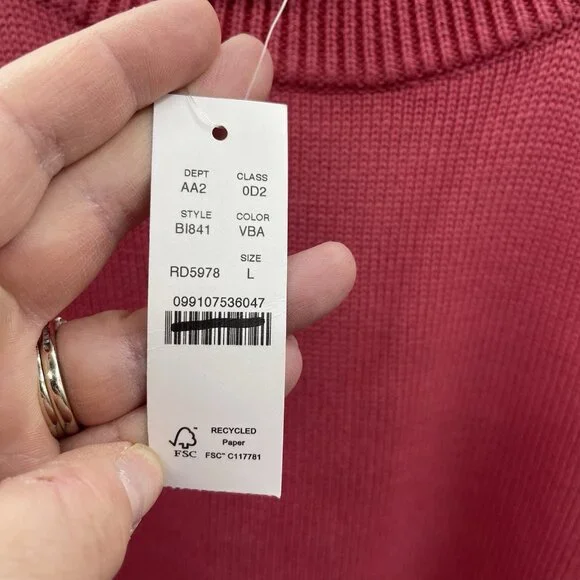 DEPT CLASS
AA2 0D2
STYLE COLOR
BI841 VBA
SIZE
RD5978 L
099107536047
RECYCLED
Paper
FSC™ C117781
FSC